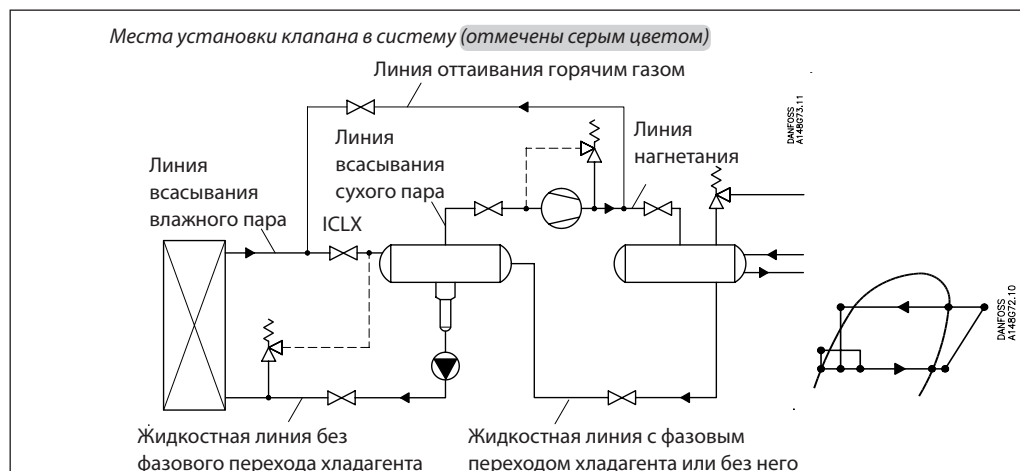 Места установки клапана в систему (отмечены серым цветом)
Линия оттаивания горячим газом
DANFOSS
A148G73.11
Линия
всасывания
сухого пара
Линия
нагнетания
Линия
всасывания
влажного пара
ICLX
DANFOSS
A148G72.10
Жидкостная линия без
фазового перехода хладагента
Жидкостная линия с фазовым
переходом хладагента или без него